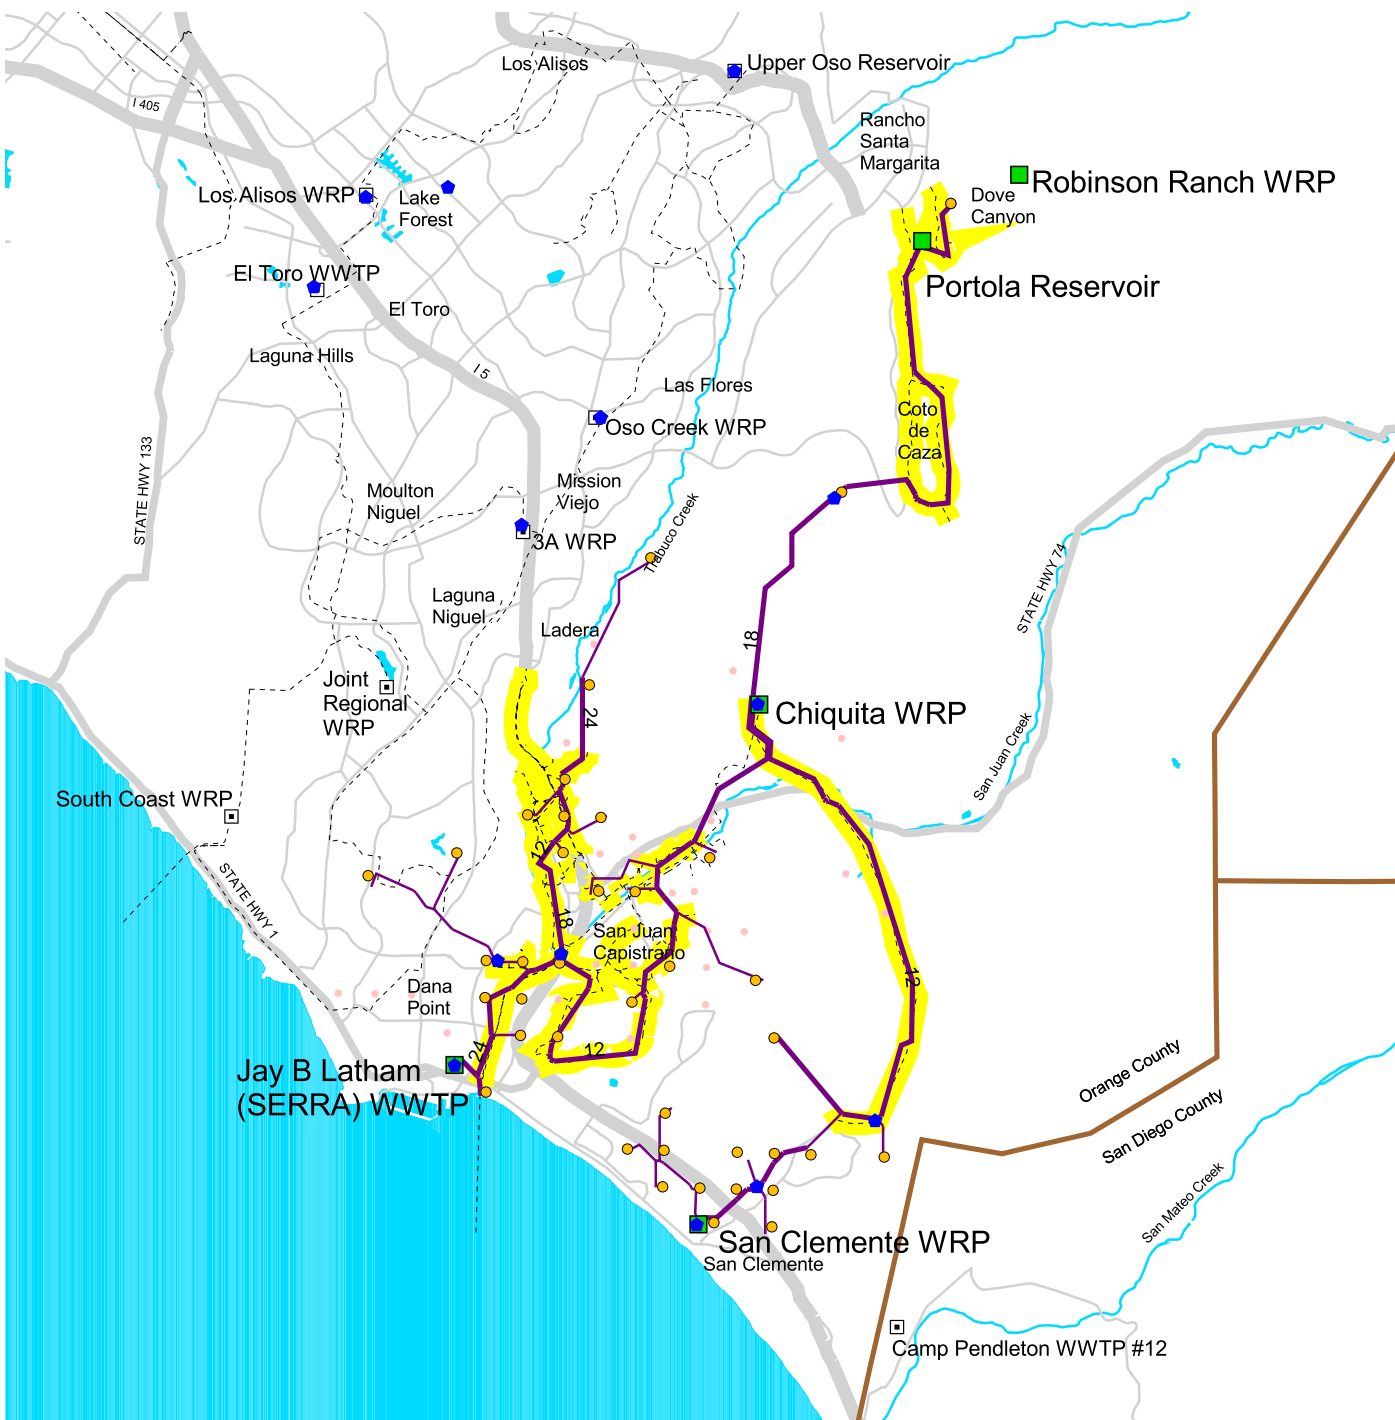 Los Alisos
Upper Oso Reservoir
I 405
Rancho
Santa
Margarita
Robinson Ranch WRP
Los Alisos WRP
Lake
Forest
Dove
Canyon
El Toro WWTP
Portola Reservoir
El Toro
Laguna Hills
I 5
Las Flores
Coto
de
Caza
Oso Creek WRP
STATE HWY 133
Mission
Viejo
Moulton
Niguel
3A WRP
Trabuco Creek
STATE HWY 74
Laguna
Niguel
Ladera
18
Joint
Regional
WRP
24
Chiquita WRP
San Juan Creek
South Coast WRP
12
STATE HWY 1
18
San Juan
Capistrano
12
Dana
Point
24
12
Jay B Latham
(SERRA) WWTP
Orange County
San Diego County
San Mateo Creek
San Clemente WRP
San Clemente
Camp Pendleton WWTP #12